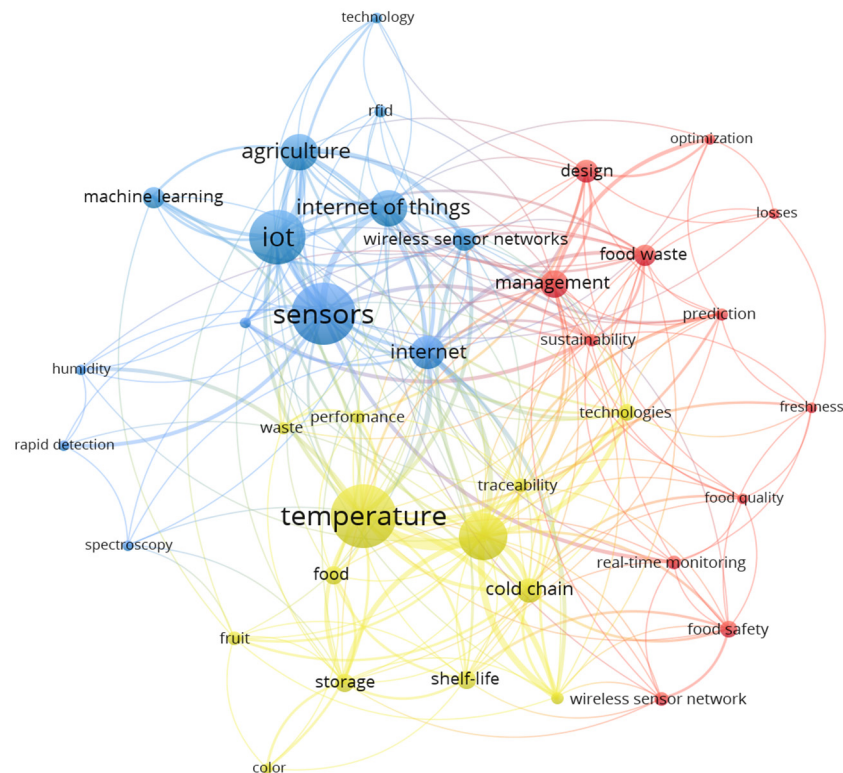 technology
rfid
optimization
agriculture
design
machine learning
internet of things
losses
iot
wireless sensor networks
food waste
management
sensors
prediction
sustainability
internet
humidity
freshness
technologies
performance
waste
rapid detection
traceability
food quality
temperature
spectroscopy
real-time monitoring
food
cold chain
food safety
fruit
shelf-life
storage
wireless sensor network
color